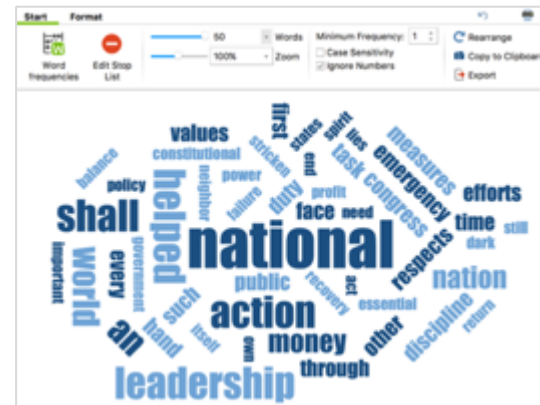 Start Format
Word frequencies
Edit Stop List
50 Words
100% Zoom
Minimum Frequency: 1
Case Sensitivity
Ignore Numbers
Rearrange
Copy to Clipboard
Export
first
states
spirit
lies
values
constitutional
stricken
end
task
congress
measures
emergency
balance
policy
neighbor
power
failure
duty
profit
efforts
shall
helped
face
need
respects
time
still
dark
national
important
world
every
government
such
public
recovery
act
essential
nation
discipline
return
an
hand
itself
action
own
money
other
through
leadership